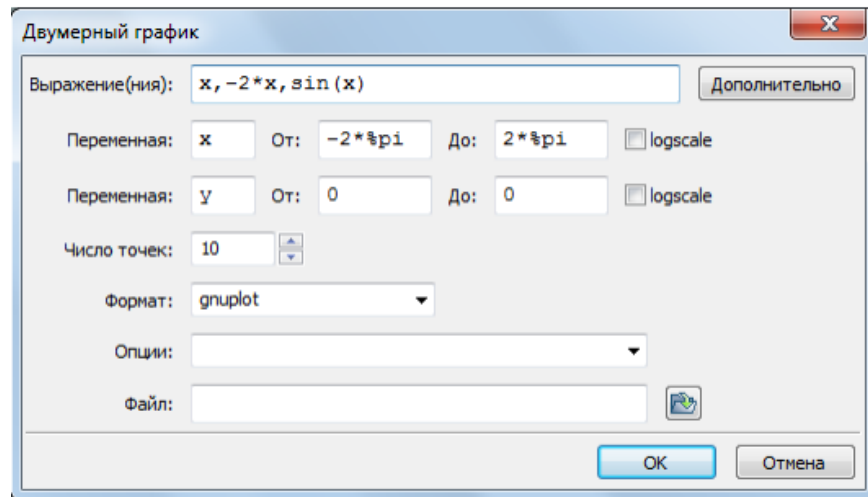 Двумерный график
Выражение(ния): x,-2*x,sin(x) Дополнительно
Переменная: x От: -2*%pi До: 2*%pi logscale
Переменная: y От: 0 До: 0 logscale
Число точек: 10
Формат: gnuplot
Опции:
Файл:
OK Отмена